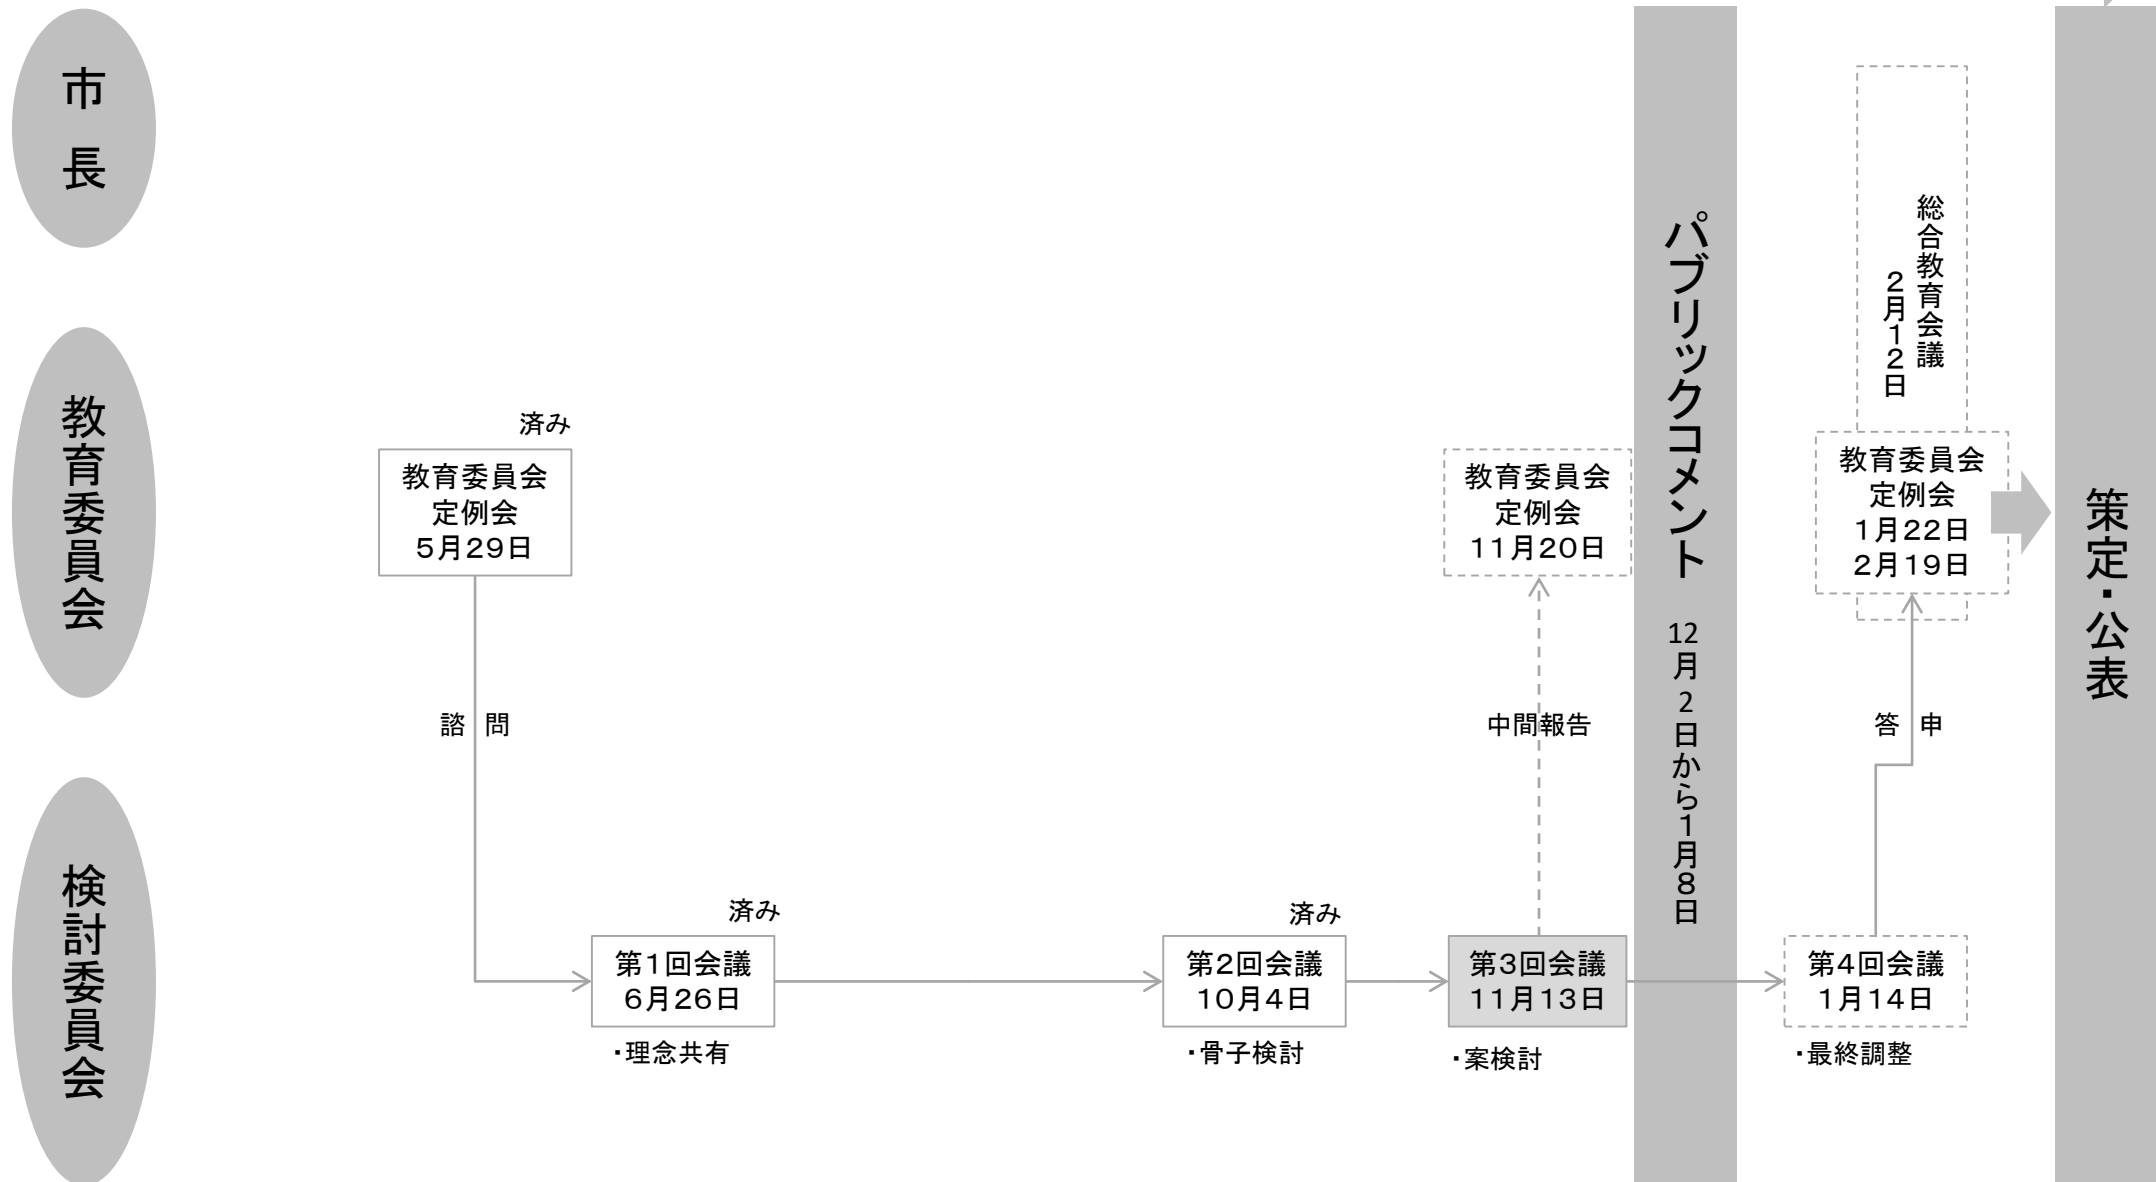 市長
教育委員会
検討委員会
済み
教育委員会
定例会
5月29日
諮 問
済み
第1回会議
6月26日
・理念共有
済み
第2回会議
10月4日
・骨子検討
第3回会議
11月13日
・案検討
中間報告
教育委員会
定例会
11月20日
パブリックコメント 12月2日から1月8日
第4回会議
1月14日
・最終調整
答 申
教育委員会
定例会
1月22日
2月19日
総合教育会議
2月12日
策定・公表